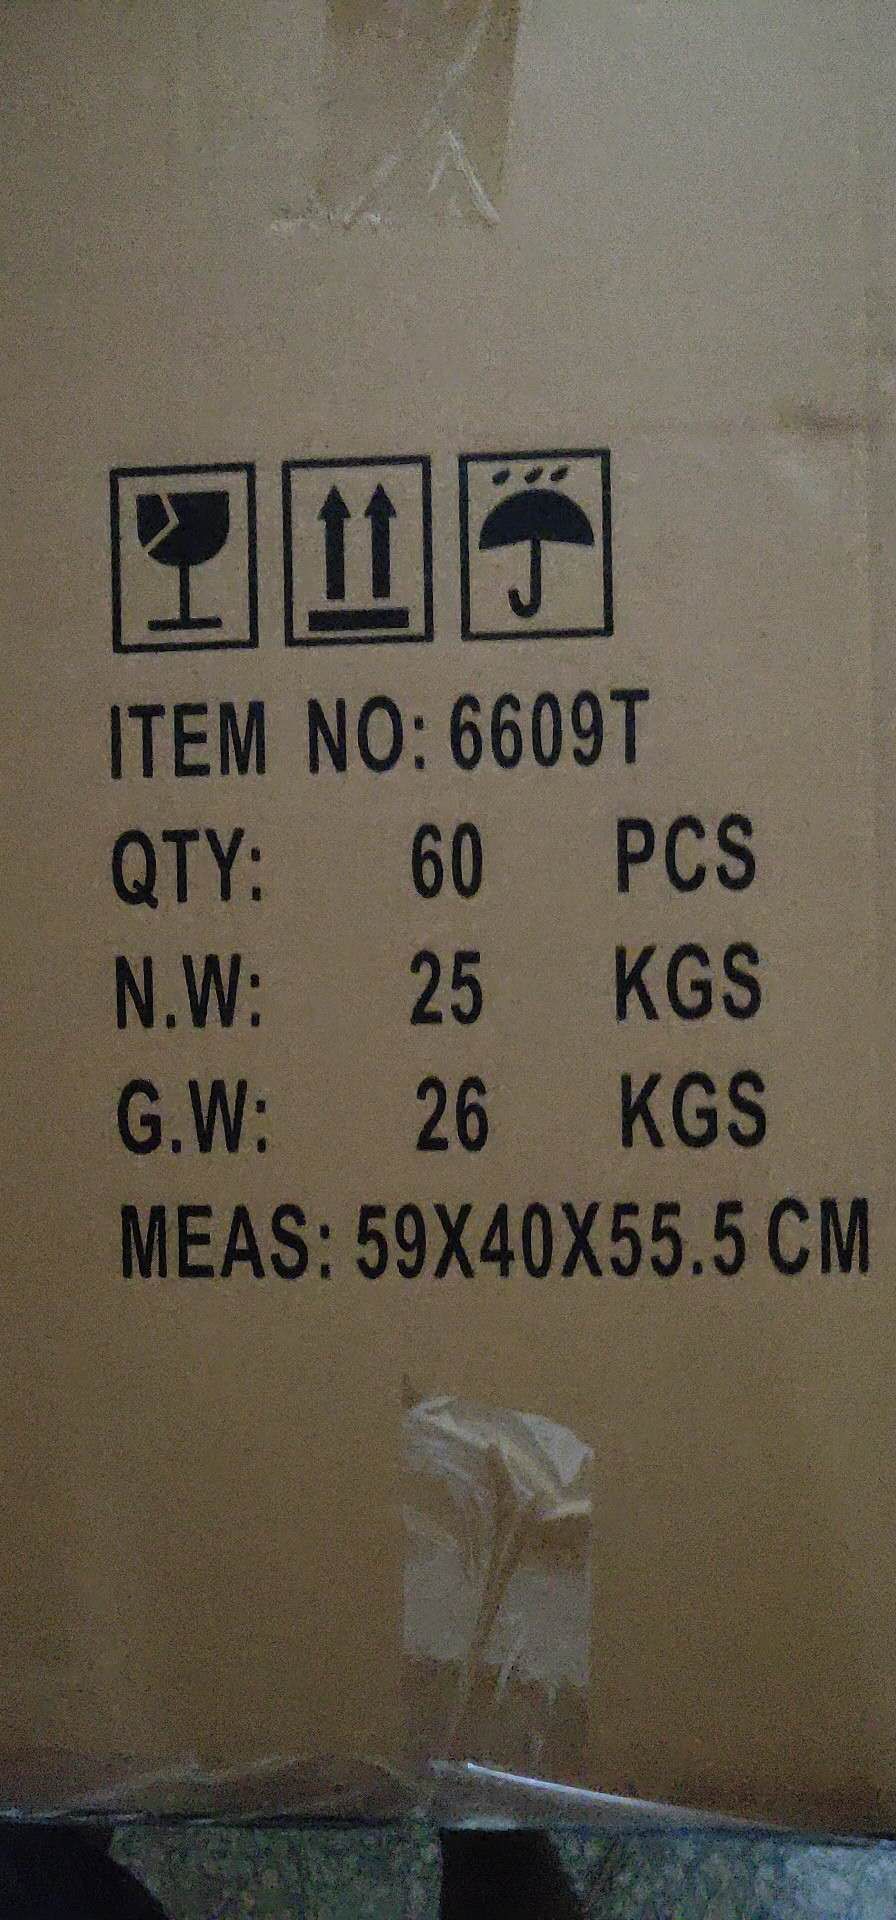 ITEM NO: 6609T
QTY: 60 PCS
N.W: 25 KGS
G.W: 26 KGS
MEAS: 59X40X55.5 CM